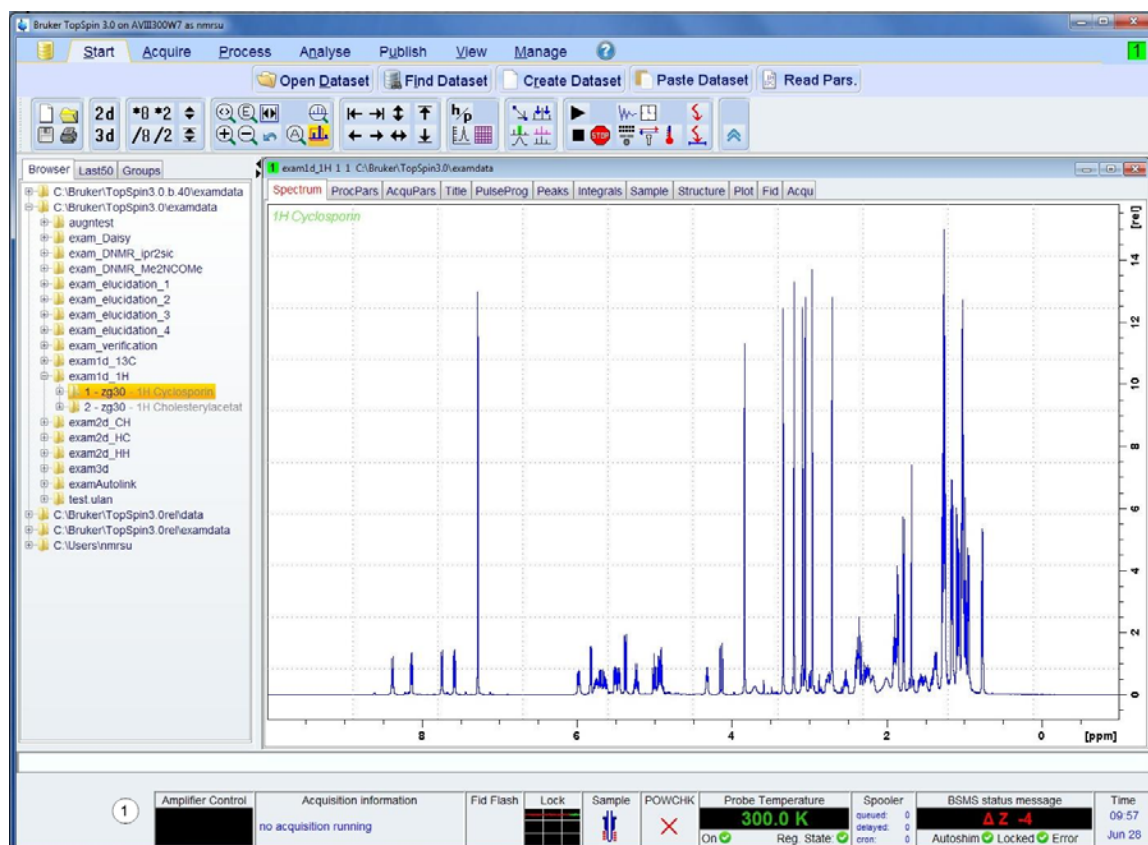 Bruker TopSpin 3.0 on AVIII300W7 as nmrsu
Start Acquire Process Analyse Publish View Manage ? 1
Open Dataset Find Dataset Create Dataset Paste Dataset Read Pars.
2d *8 *2 E h/p
3d /8 /2 A STOP
Browser Last50 Groups
C:\Bruker\TopSpin3.0.b.40\examdata
C:\Bruker\TopSpin3.0\examdata
augntest
exam_Daisy
exam_DNMR_ipr2sic
exam_DNMR_Me2NCOMe
exam_elucidation_1
exam_elucidation_2
exam_elucidation_3
exam_elucidation_4
exam_verification
exam1d_13C
exam1d_1H
1 - zg30 - 1H Cyclosporin
2 - zg30 - 1H Cholesterylacetat
exam2d_CH
exam2d_HC
exam2d_HH
exam3d
examAutolink
test.ulan
C:\Bruker\TopSpin3.0rel\data
C:\Bruker\TopSpin3.0rel\examdata
C:\Users\nmrsu
1 exam1d_1H 1 1 C:\Bruker\TopSpin3.0\examdata
Spectrum ProcPars AcquPars Title PulseProg Peaks Integrals Sample Structure Plot Fid Acqu
1H Cyclosporin
[rel]
14
12
10
8
6
4
2
0
8 6 4 2 0 [ppm]
1
Amplifier Control
Acquisition information
no acquisition running
Fid Flash
Lock
Sample
POWCHK
Probe Temperature
300.0 K
On Reg. State:
Spooler
queued: 0
delayed: 0
cron: 0
BSMS status message
Δ Z -4
Autoshim Locked Error
Time
09:57
Jun 28